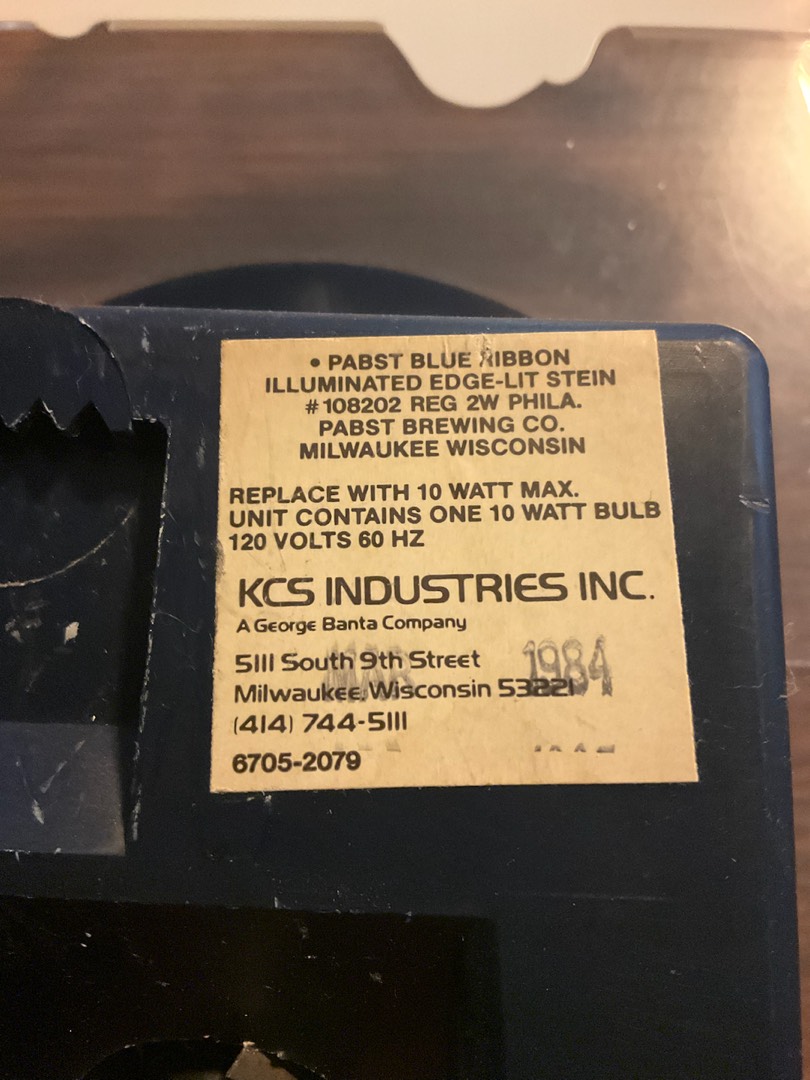 • PABST BLUE RIBBON
ILLUMINATED EDGE-LIT STEIN
#108202 REG 2W PHILA.
PABST BREWING CO.
MILWAUKEE WISCONSIN
REPLACE WITH 10 WATT MAX.
UNIT CONTAINS ONE 10 WATT BULB
120 VOLTS 60 HZ
KCS INDUSTRIES INC.
A George Banta Company
5111 South 9th Street
MAR 1984
Milwaukee, Wisconsin 53221
(414) 744-5111
6705-2079